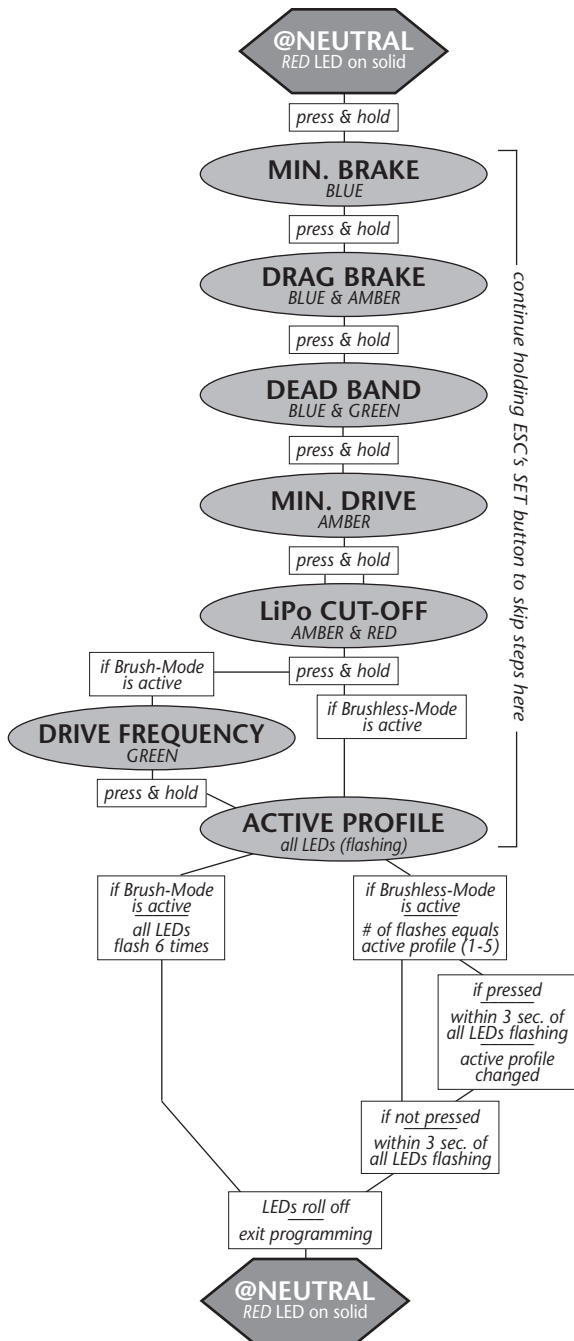 @NEUTRAL
RED LED on solid
press & hold
MIN. BRAKE
BLUE
press & hold
DRAG BRAKE
BLUE & AMBER
press & hold
DEAD BAND
BLUE & GREEN
press & hold
MIN. DRIVE
AMBER
press & hold
LiPo CUT-OFF
AMBER & RED
press & hold
continue holding ESC's SET button to skip steps here
if Brush-Mode
is active
if Brushless-Mode
is active
DRIVE FREQUENCY
GREEN
press & hold
ACTIVE PROFILE
all LEDs (flashing)
if Brush-Mode
is active
all LEDs
flash 6 times
if Brushless-Mode
is active
# of flashes equals
active profile (1-5)
if pressed
within 3 sec. of
all LEDs flashing
active profile
changed
if not pressed
within 3 sec. of
all LEDs flashing
LEDs roll off
exit programming
@NEUTRAL
RED LED on solid